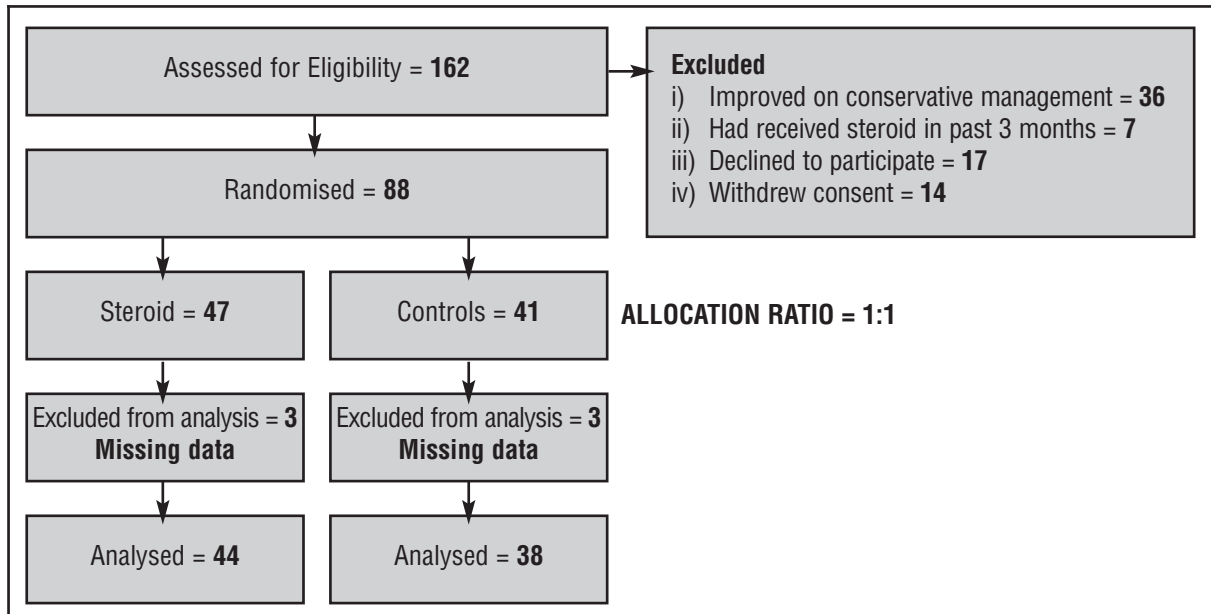 Assessed for Eligibility = 162
Excluded
i) Improved on conservative management = 36
ii) Had received steroid in past 3 months = 7
iii) Declined to participate = 17
iv) Withdrew consent = 14
Randomised = 88
Steroid = 47
Controls = 41
ALLOCATION RATIO = 1:1
Excluded from analysis = 3
Missing data
Excluded from analysis = 3
Missing data
Analysed = 44
Analysed = 38